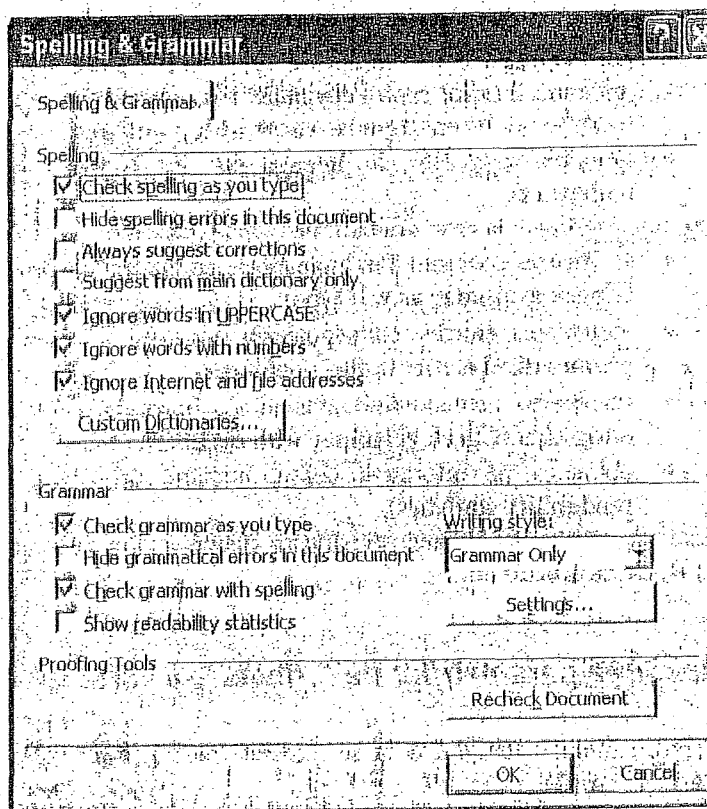 Spelling & Grammar
Spelling & Grammar
Spelling
Check spelling as you type
Hide spelling errors in this document
Always suggest corrections
Suggest from main dictionary only
Ignore words in UPPERCASE
Ignore words with numbers
Ignore Internet and file addresses
Custom Dictionaries...
Grammar
Check grammar as you type Writing style:
Hide grammatical errors in this document Grammar Only
Check grammar with spelling
Settings...
Show readability statistics
Proofing Tools
Recheck Document
OK Cancel